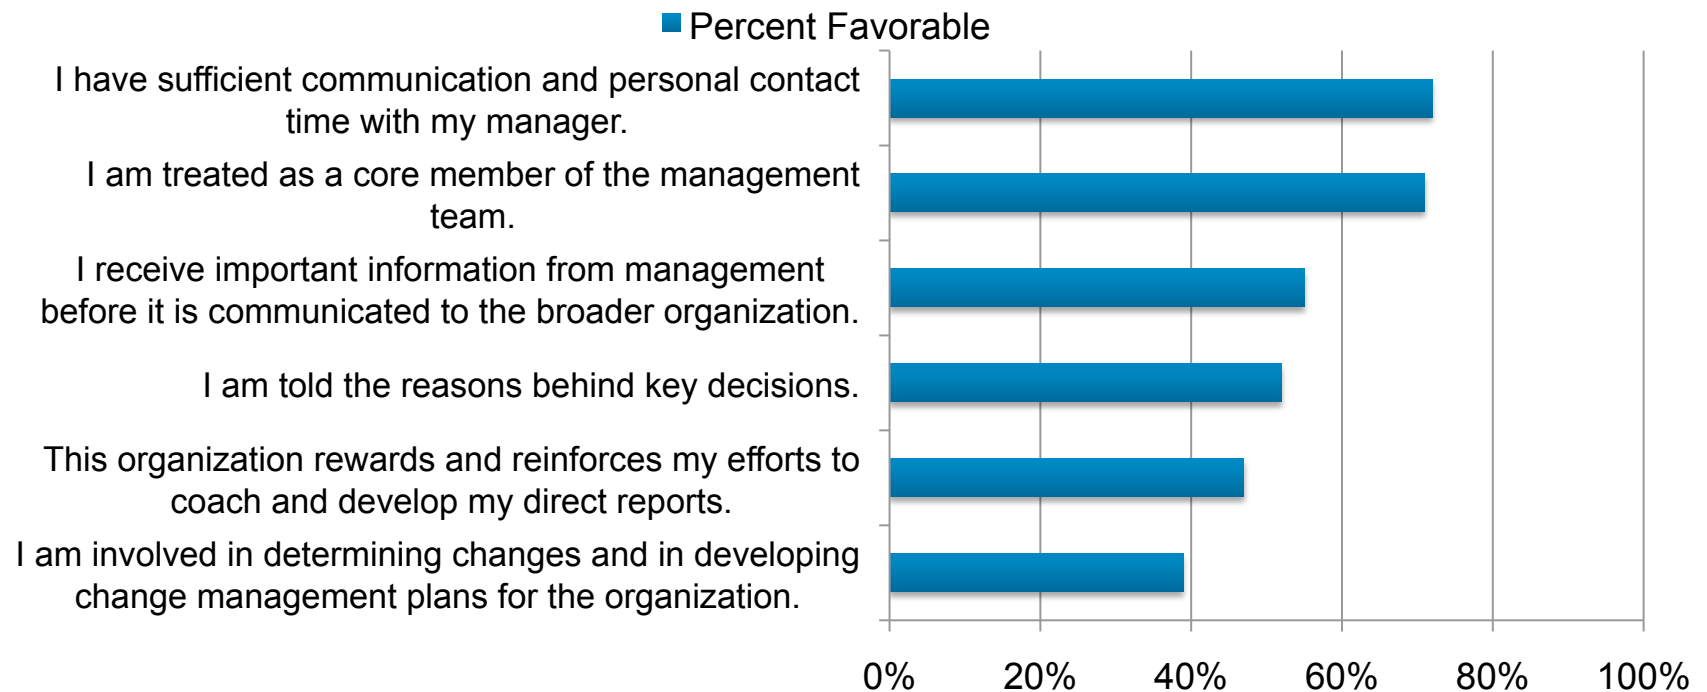 Percent Favorable
I have sufficient communication and personal contact
time with my manager.
I am treated as a core member of the management
team.
I receive important information from management
before it is communicated to the broader organization.
I am told the reasons behind key decisions.
This organization rewards and reinforces my efforts to
coach and develop my direct reports.
I am involved in determining changes and in developing
change management plans for the organization.
0% 20% 40% 60% 80% 100%